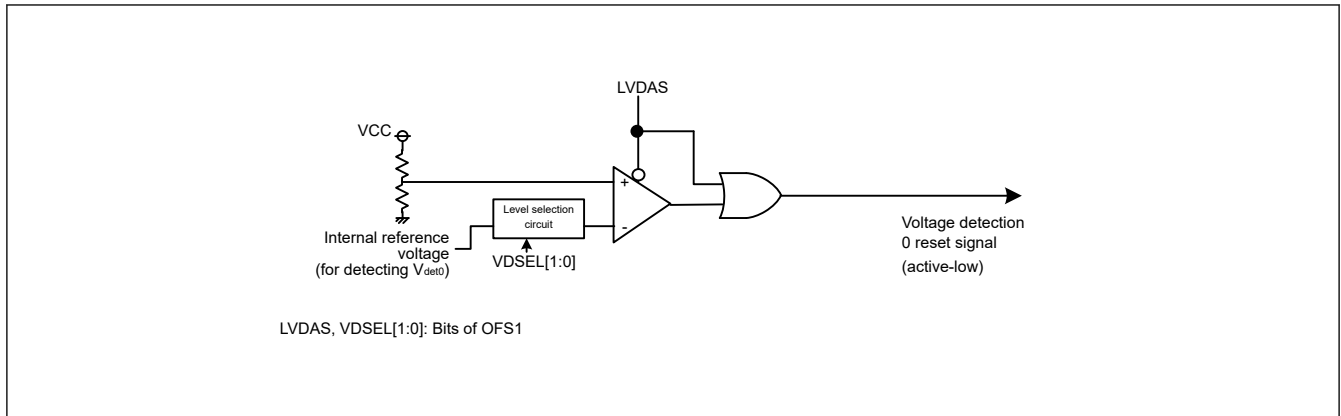 LVDAS
VCC
+
Level selection
circuit
-
Internal reference
voltage
(for detecting Vdet0)
VDSEL[1:0]
Voltage detection
0 reset signal
(active-low)
LVDAS, VDSEL[1:0]: Bits of OFS1